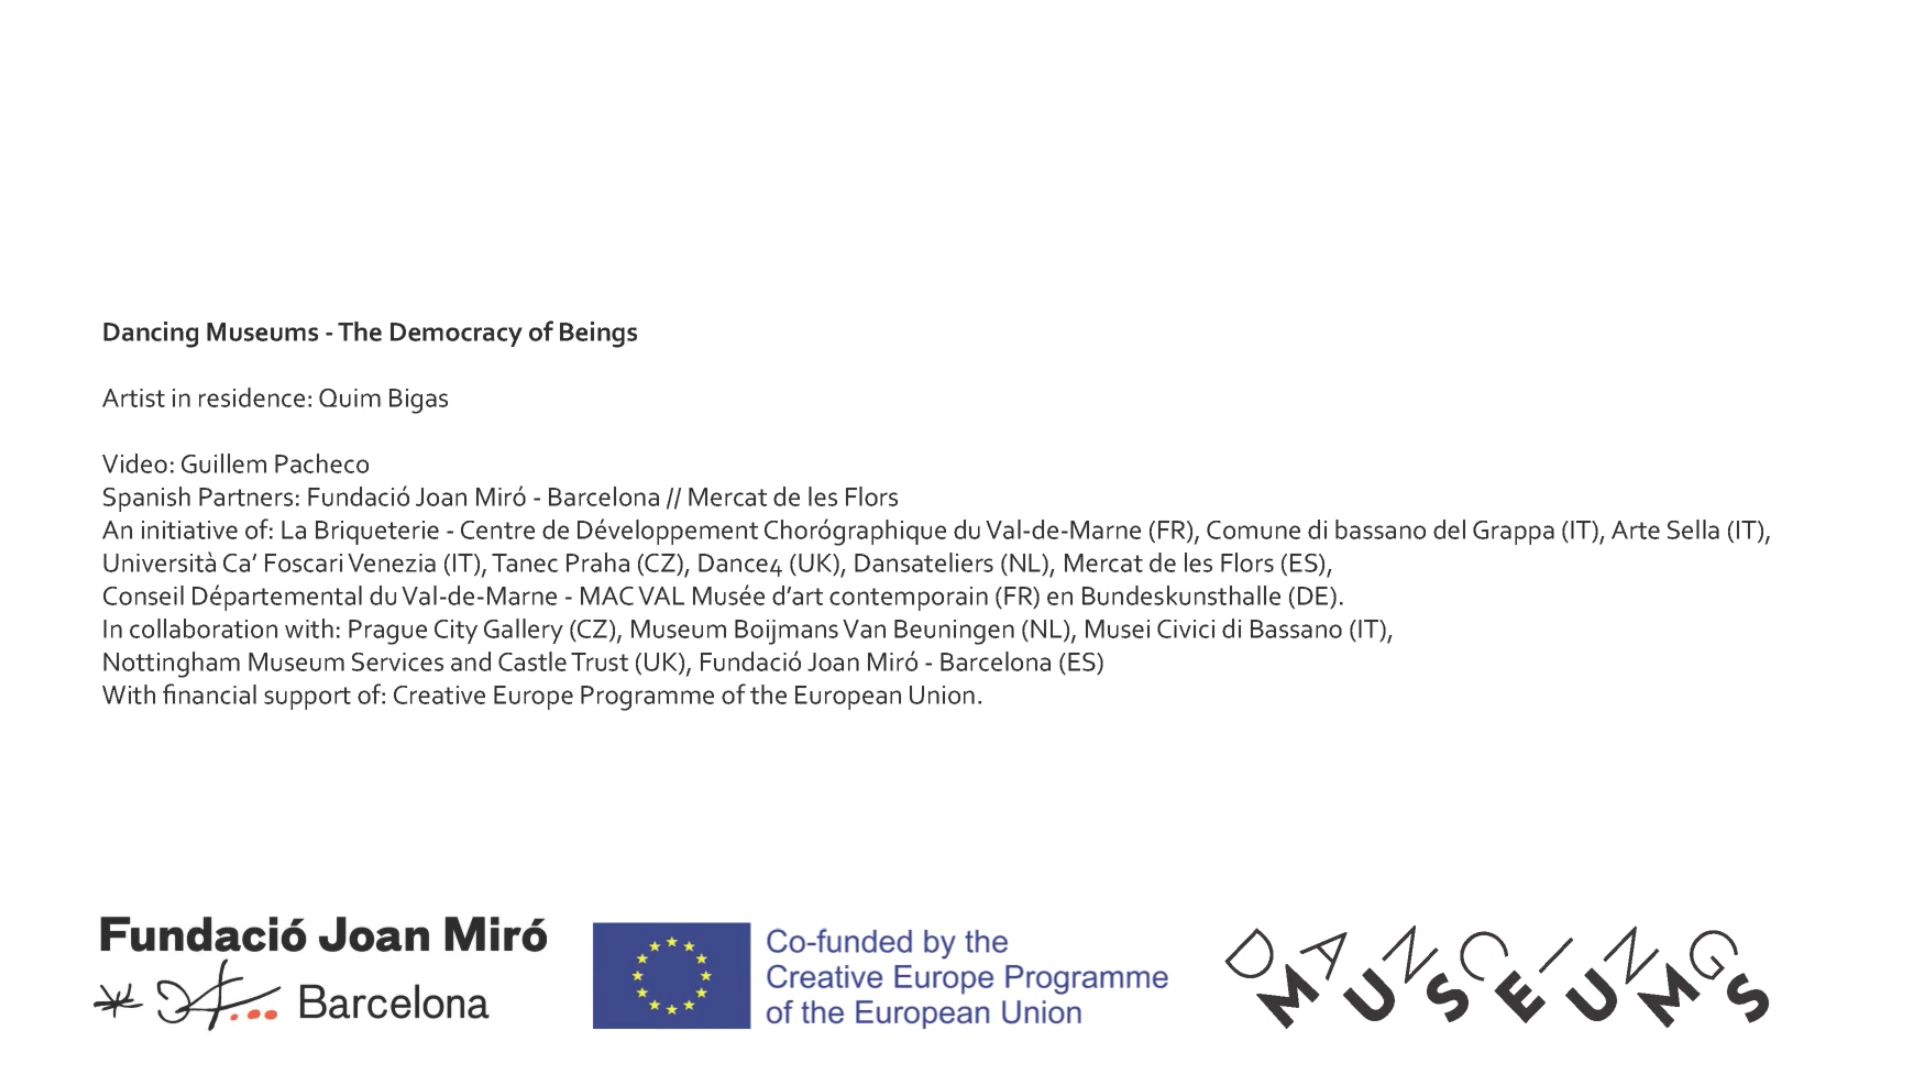 Dancing Museums - The Democracy of Beings
Artist in residence: Quim Bigas
Video: Guillem Pacheco
Spanish Partners: Fundació Joan Miró - Barcelona // Mercat de les Flors
An initiative of: La Briqueterie - Centre de Développement Chorógraphique du Val-de-Marne (FR), Comune di bassano del Grappa (IT), Arte Sella (IT),
Università Ca’ Foscari Venezia (IT), Tanec Praha (CZ), Dance4 (UK), Dansateliers (NL), Mercat de les Flors (ES),
Conseil Départemental du Val-de-Marne - MAC VAL Musée d’art contemporain (FR) en Bundeskunsthalle (DE).
In collaboration with: Prague City Gallery (CZ), Museum Boijmans Van Beuningen (NL), Musei Civici di Bassano (IT),
Nottingham Museum Services and Castle Trust (UK), Fundació Joan Miró - Barcelona (ES)
With financial support of: Creative Europe Programme of the European Union.
Fundació Joan Miró
Barcelona
Co-funded by the
Creative Europe Programme
of the European Union
DANCING
MUSEUMS